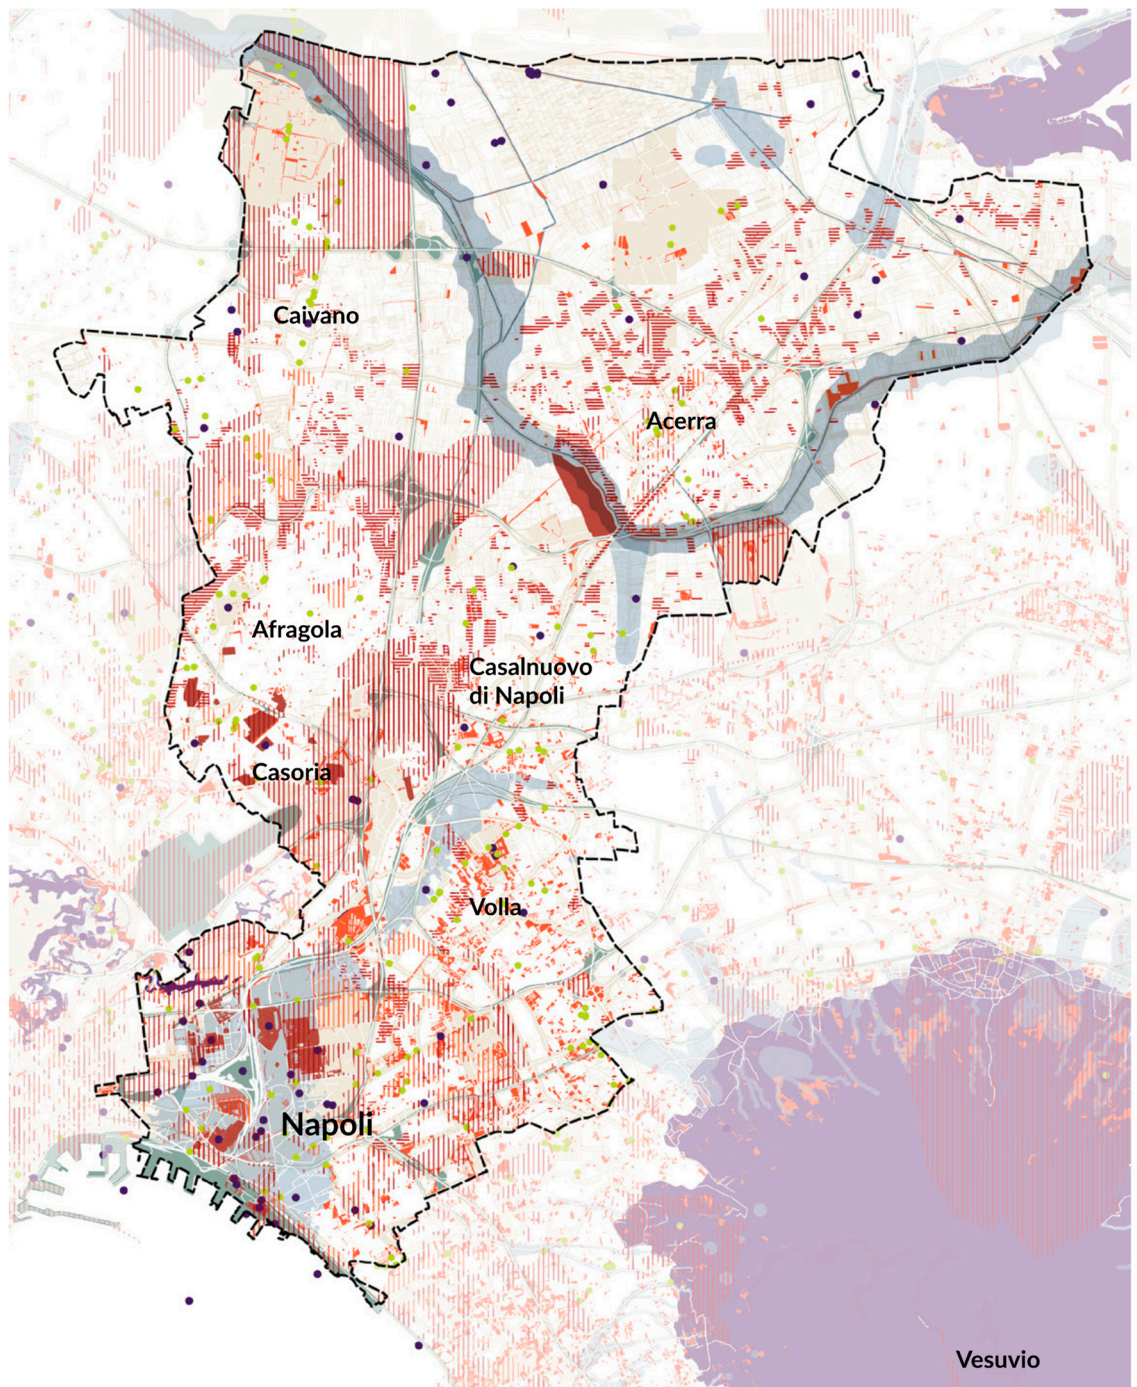 Caivano
Acerra
Afragola
Casalnuovo
di Napoli
Casoria
Volla
Napoli
Vesuvio